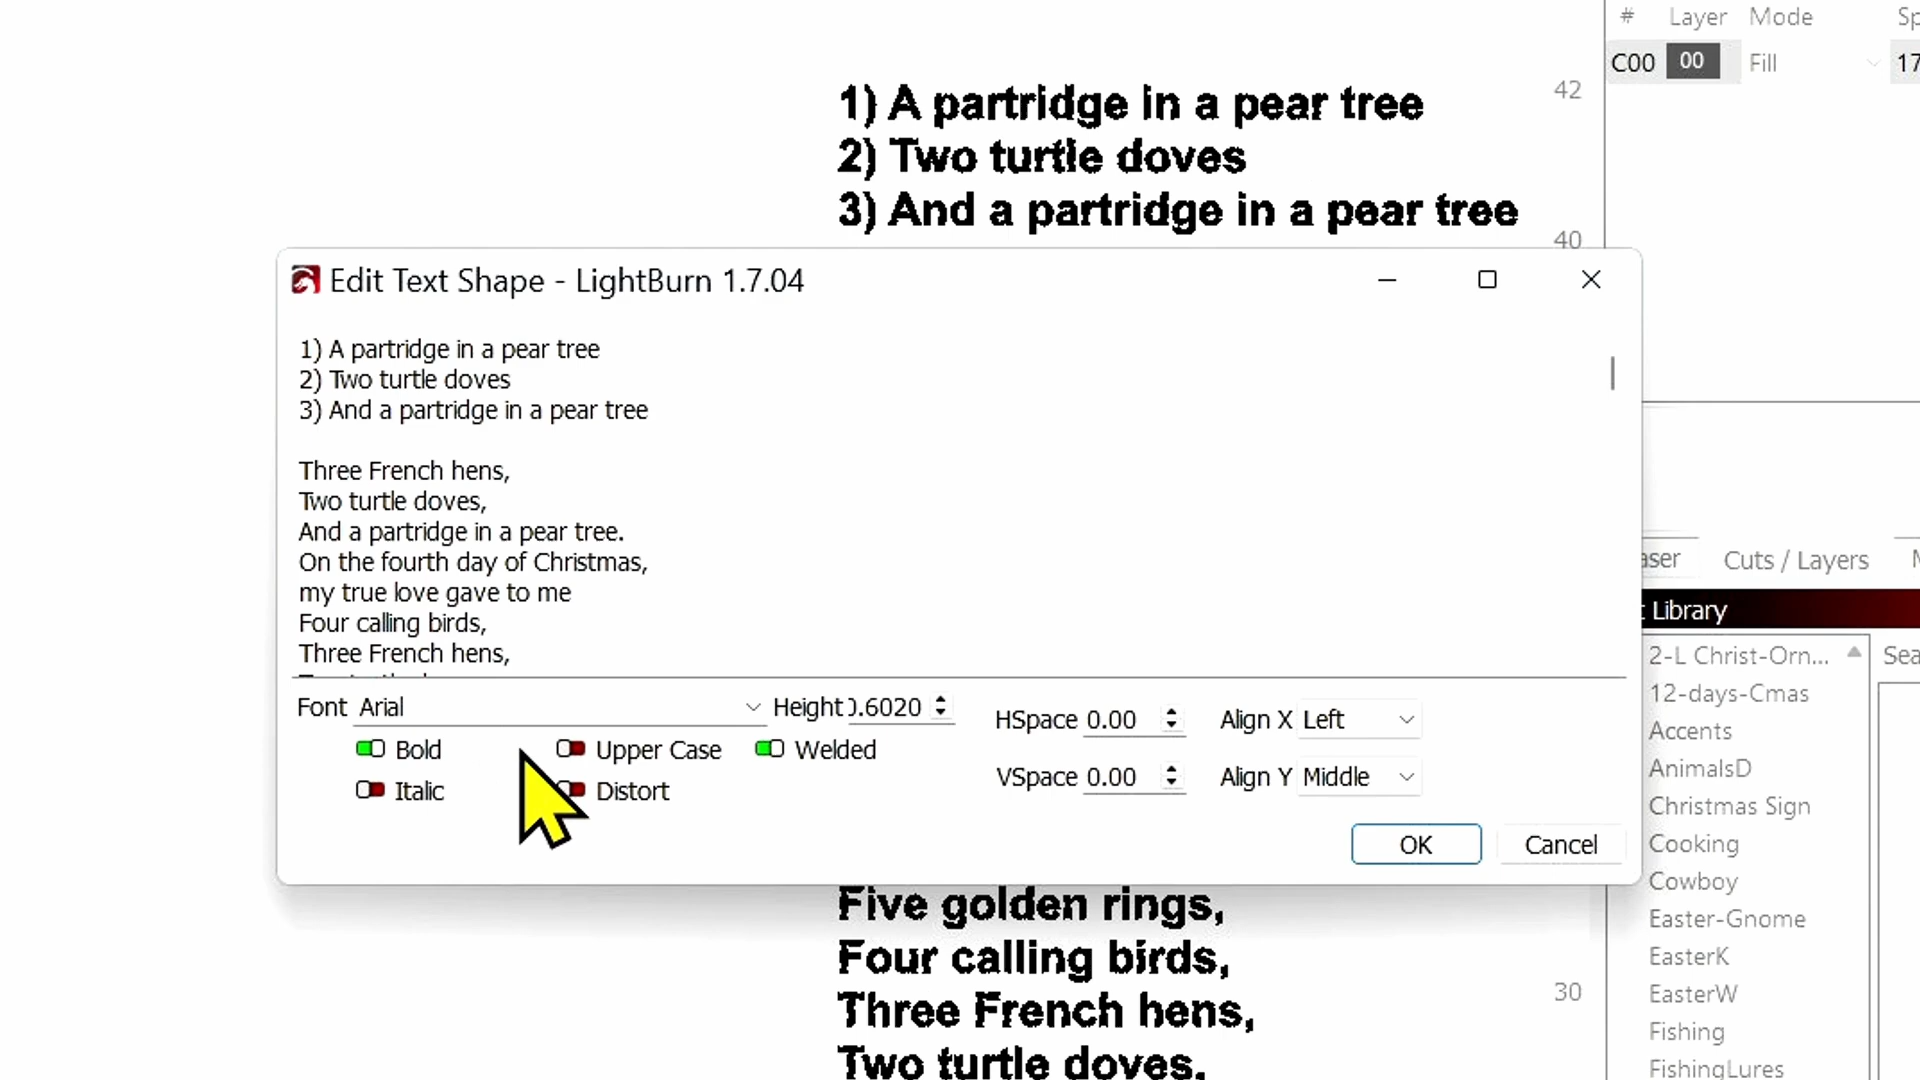 # Layer Mode
C00 00 Fill
42
1) A partridge in a pear tree
2) Two turtle doves
3) And a partridge in a pear tree
40
Edit Text Shape - LightBurn 1.7.04
1) A partridge in a pear tree
2) Two turtle doves
3) And a partridge in a pear tree
Three French hens,
Two turtle doves,
And a partridge in a pear tree.
On the fourth day of Christmas,
my true love gave to me
Four calling birds,
Three French hens,
Font Arial Height .6020 HSpace 0.00 Align X Left
Bold Upper Case Welded
Italic Distort VSpace 0.00 Align Y Middle
OK Cancel
Cuts / Layers
Library
2-L Christ-Orn...
12-days-Cmas
Accents
AnimalsD
Christmas Sign
Cooking
Cowboy
Easter-Gnome
EasterK
EasterW
Fishing
FishingLures
Five golden rings,
Four calling birds,
Three French hens,
Two turtle doves,
30